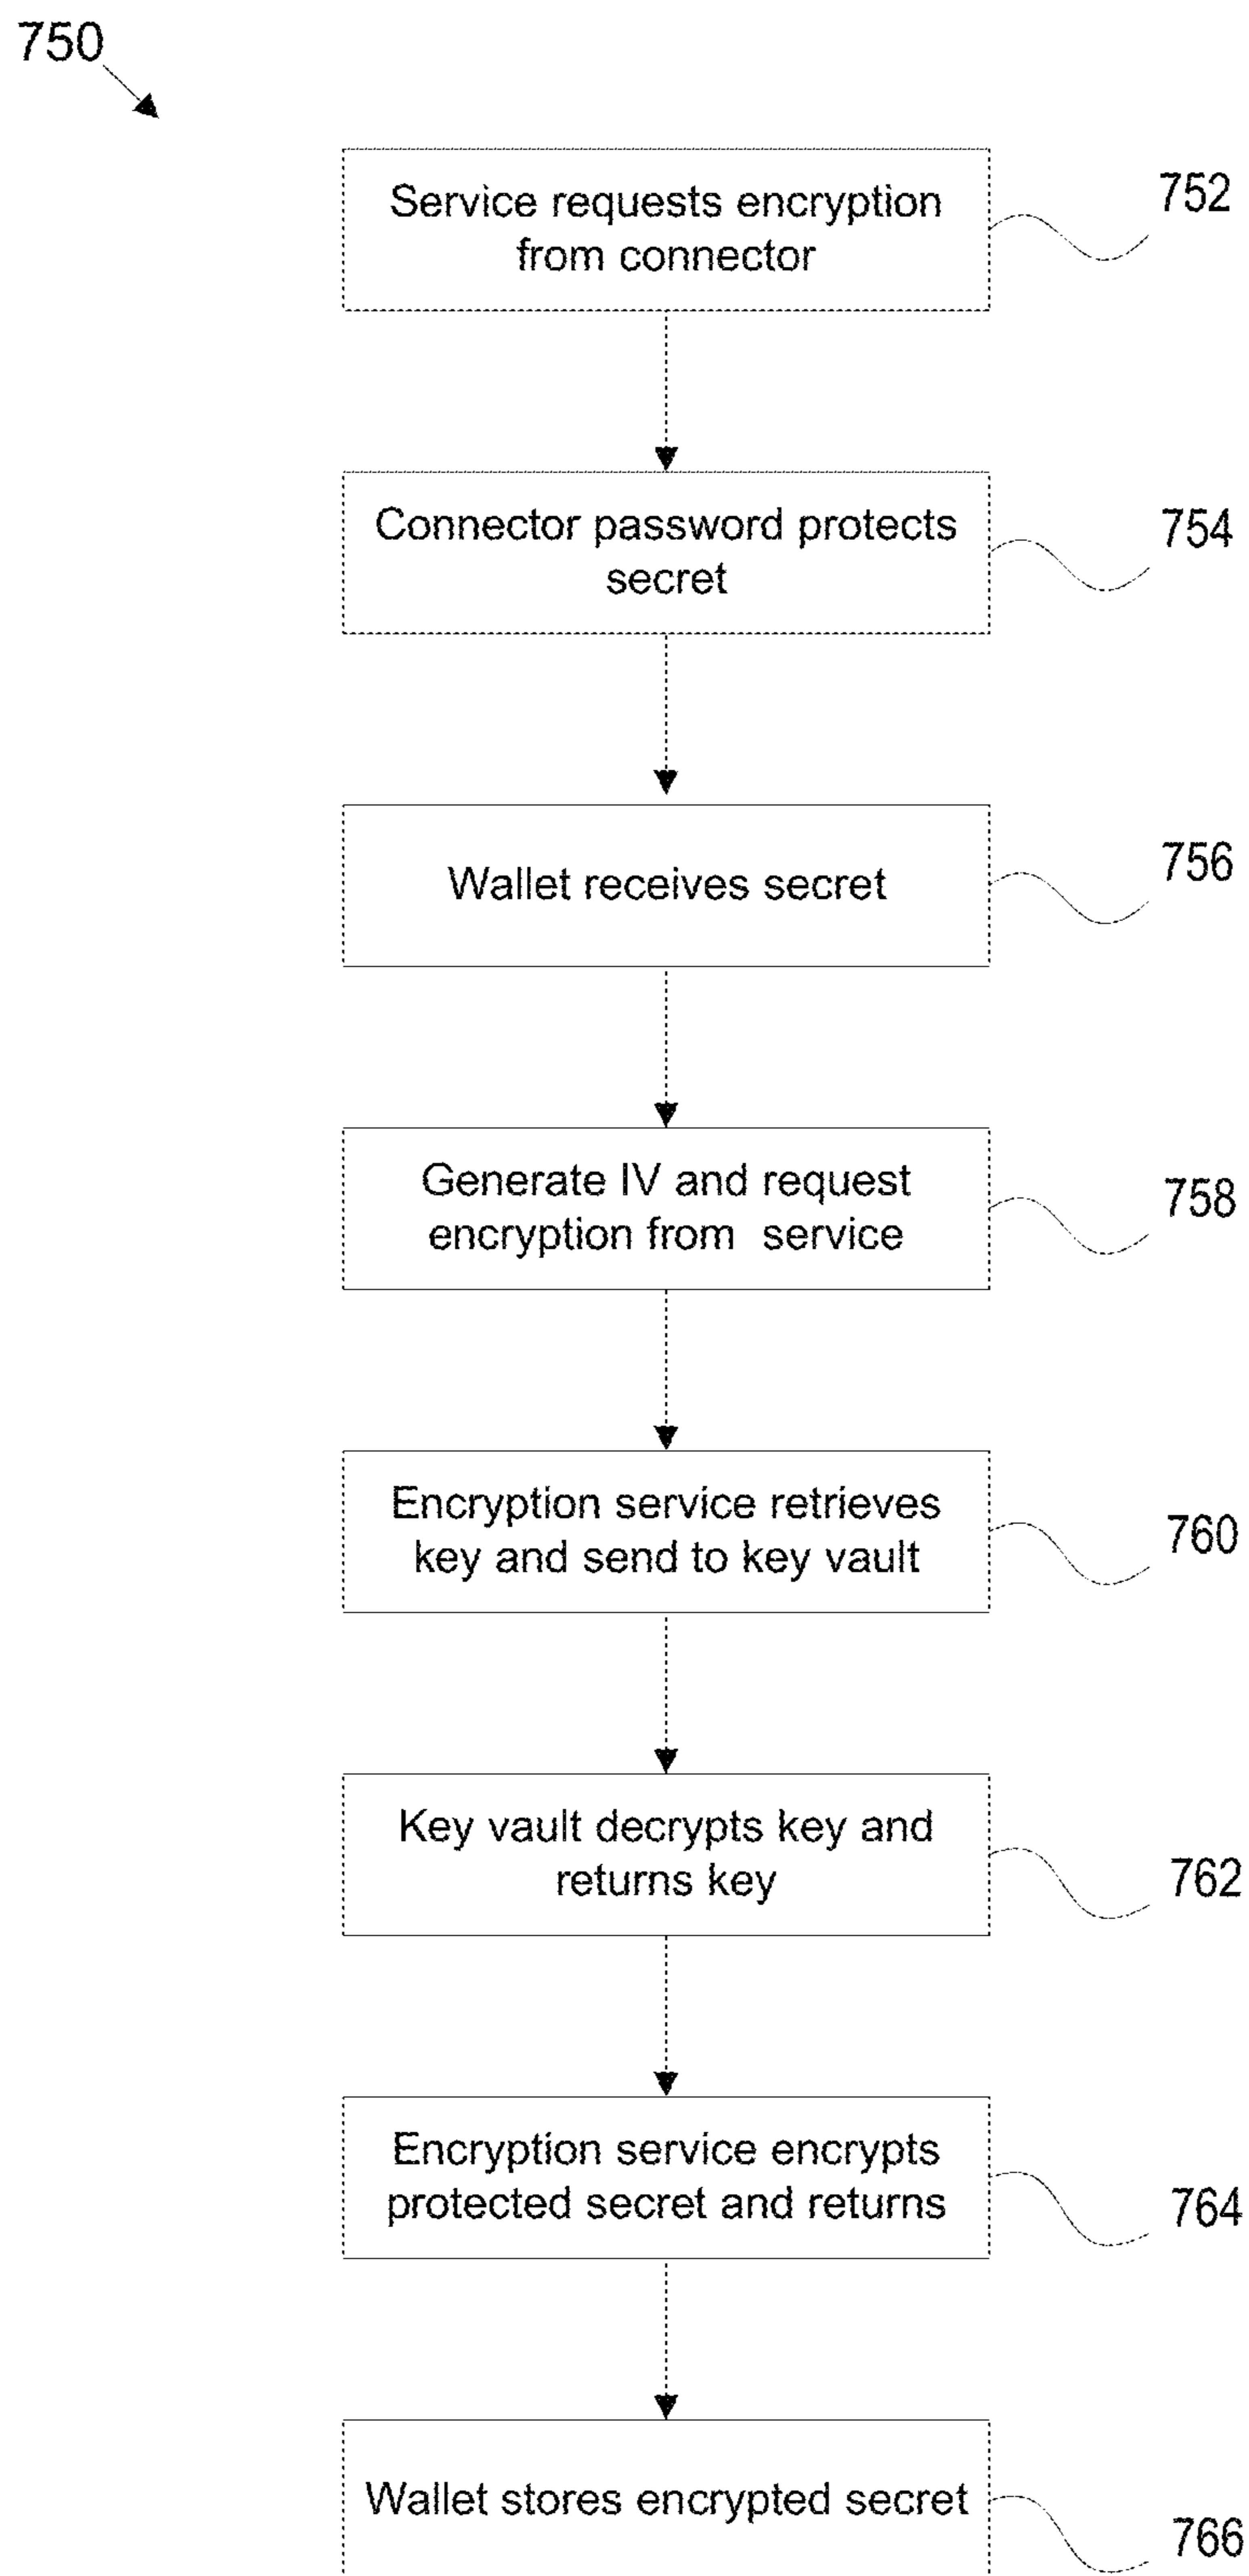 750
Service requests encryption
from connector
752
Connector password protects
secret
754
Wallet receives secret
756
Generate IV and request
encryption from service
758
Encryption service retrieves
key and send to key vault
760
Key vault decrypts key and
returns key
762
Encryption service encrypts
protected secret and returns
764
Wallet stores encrypted secret
766